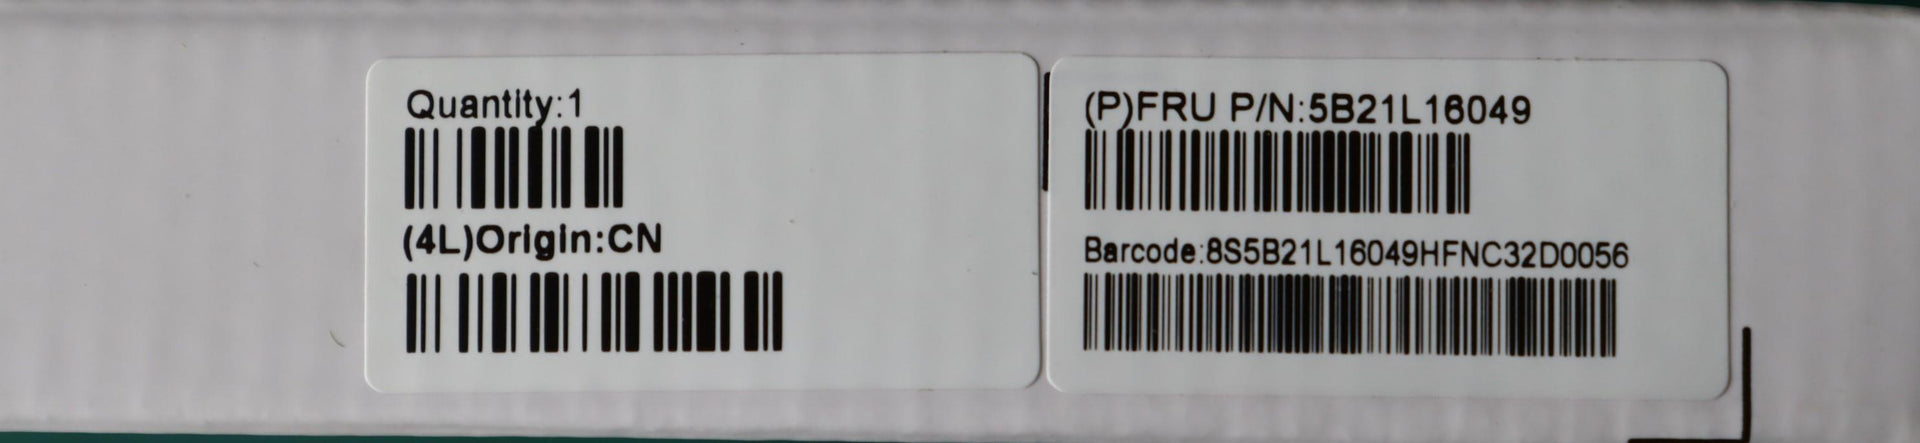 Quantity:1
(4L)Origin:CN
(P)FRU P/N:5B21L16049
Barcode:8S5B21L16049HFNC32D0056